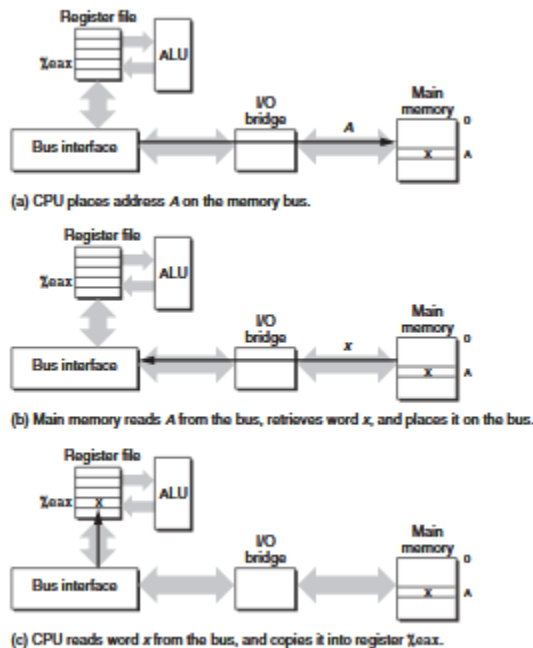 Register file
%eax
ALU
Main
memory
I/O
bridge
A
0
Bus interface
x
A
(a) CPU places address A on the memory bus.
Register file
%eax
ALU
Main
memory
I/O
bridge
x
0
Bus interface
x
A
(b) Main memory reads A from the bus, retrieves word x, and places it on the bus.
Register file
%eax
x
ALU
Main
memory
I/O
bridge
0
Bus interface
x
A
(c) CPU reads word x from the bus, and copies it into register %eax.